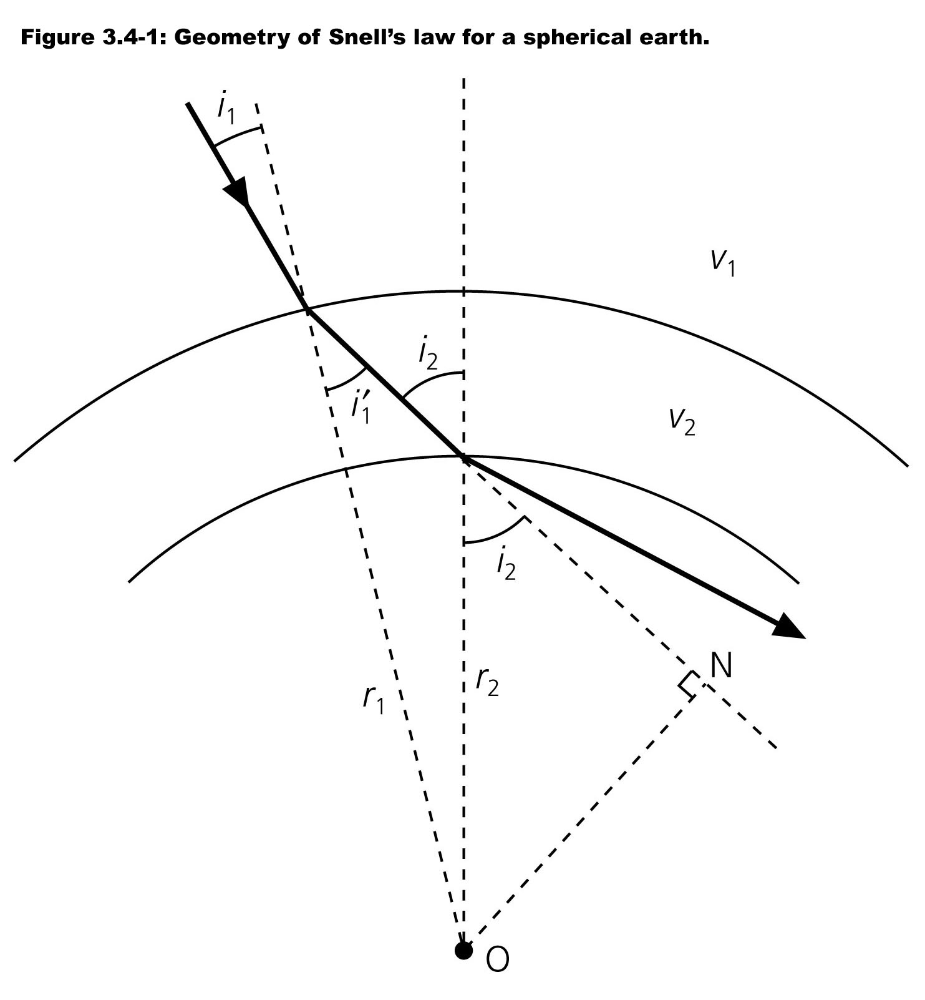 Figure 3.4-1: Geometry of Snell’s law for a spherical earth.
i₁
v₁
i₂
i′₁
v₂
i₂
N
r₂
r₁
O